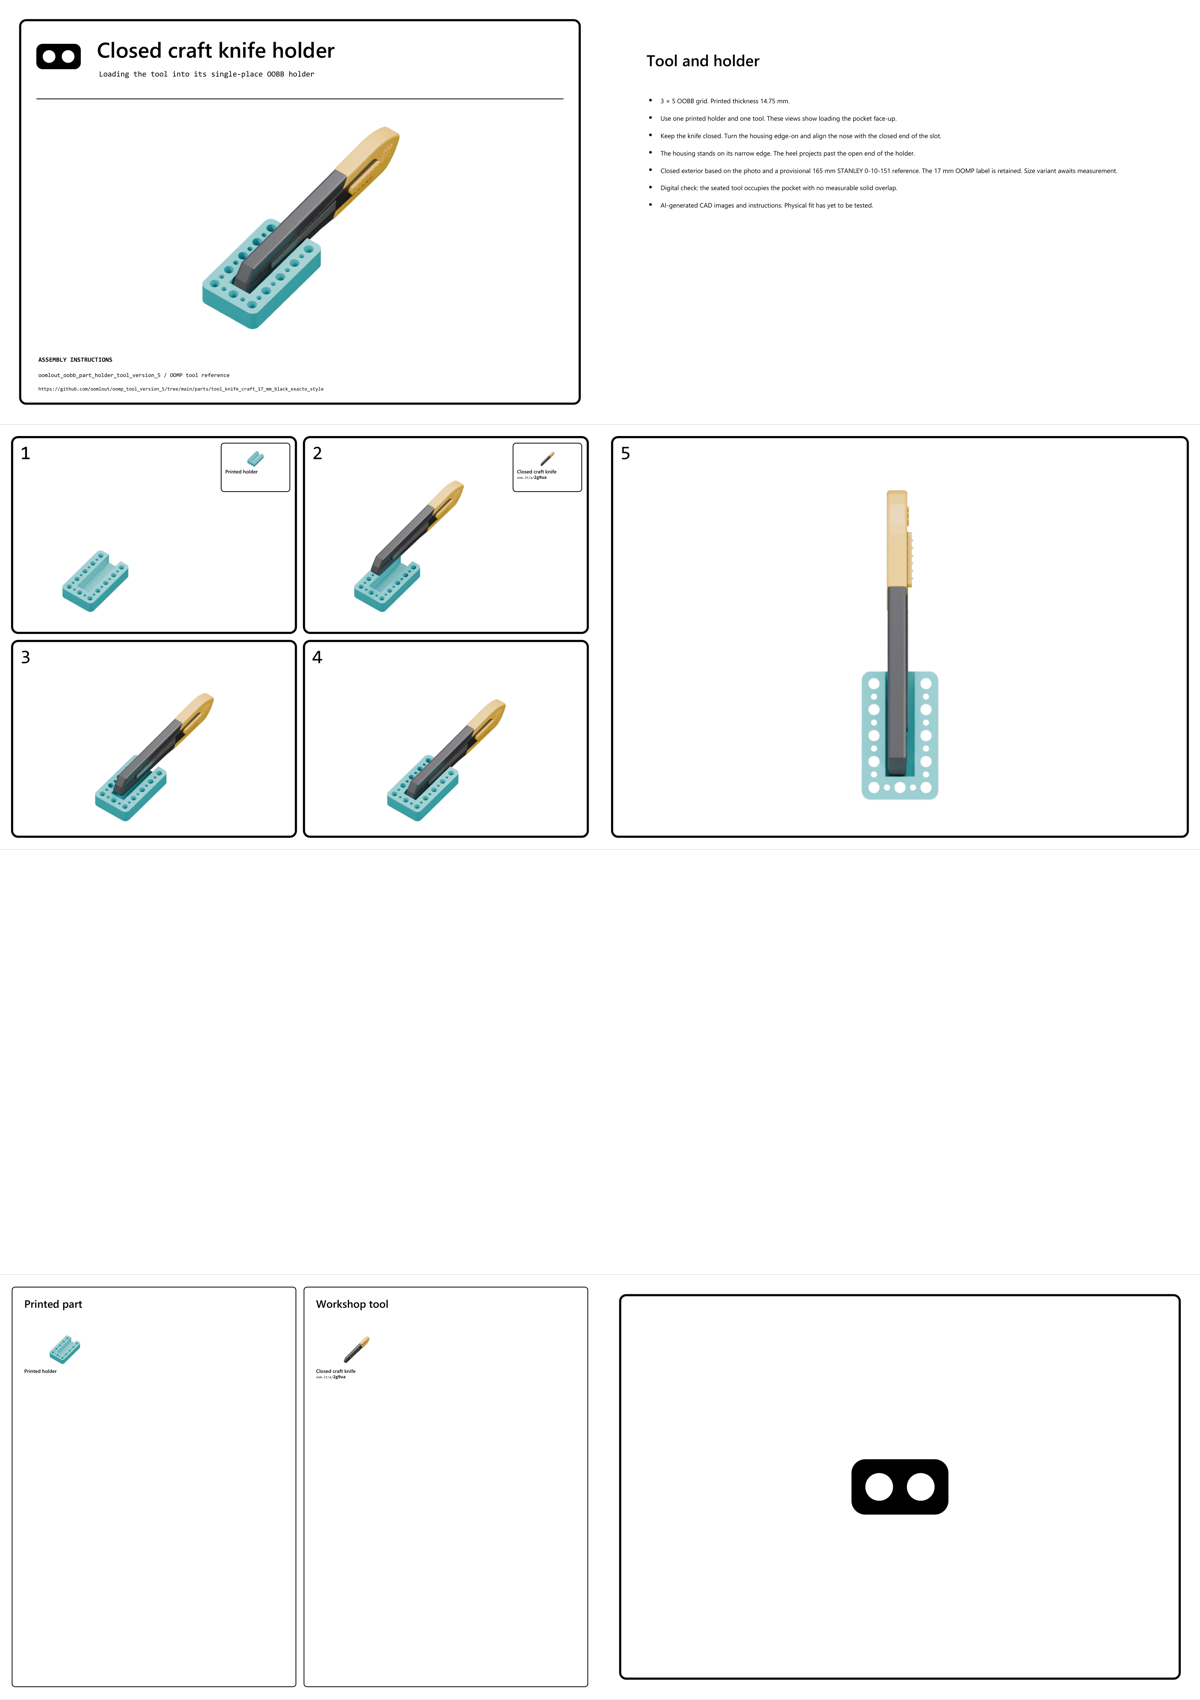 Closed craft knife holder
Loading the tool into its single-place OOBB holder
ASSEMBLY INSTRUCTIONS
oomlout_oobb_part_holder_tool_version_5 / OOMP tool reference
https://github.com/oomlout/oomp_tool_version_5/tree/main/parts/tool_knife_craft_17_mm_black_exacto_style
Tool and holder
• 3 × 5 OOBB grid. Printed thickness 14.75 mm.
• Use one printed holder and one tool. These views show loading the pocket face-up.
• Keep the knife closed. Turn the housing edge-on and align the nose with the closed end of the slot.
• The housing stands on its narrow edge. The heel projects past the open end of the holder.
• Closed exterior based on the photo and a provisional 165 mm STANLEY 0-10-151 reference. The 17 mm OOMP label is retained. Size variant awaits measurement.
• Digital check: the seated tool occupies the pocket with no measurable solid overlap.
• AI-generated CAD images and instructions. Physical fit has yet to be tested.
1
Printed holder
2
Closed craft knife
3
4
5
Printed part
Printed holder
Workshop tool
Closed craft knife